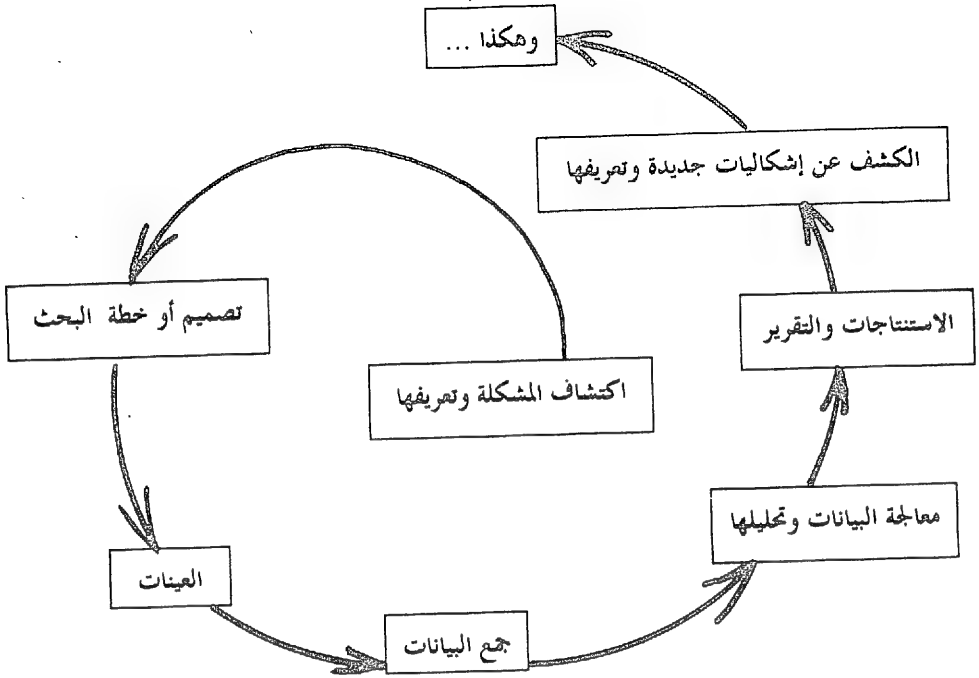 وهكذا ...
الكشف عن إشكاليات جديدة وتعريفها
تصميم أو خطة البحث
الاستنتاجات والتقرير
اكتشاف المشكلة وتعريفها
معالجة البيانات وتحليلها
العينات
جمع البيانات